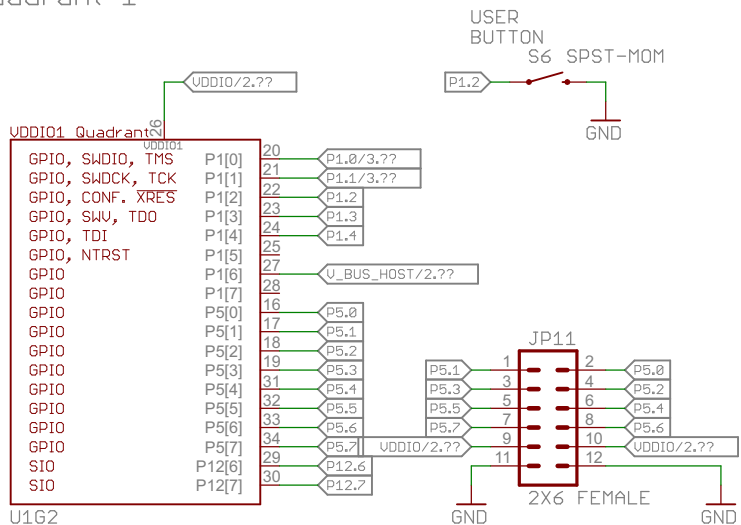 USER
BUTTON
S6 SPST-MOM
VDDIO/2.??
P1.2
GND
26
VDDIO1 Quadrant
VDDIO1
GPIO, SWDIO, TMS P1[0] 20 P1.0/3.??
GPIO, SWDCK, TCK P1[1] 21 P1.1/3.??
GPIO, CONF. XRES P1[2] 22 P1.2
GPIO, SWV, TDO P1[3] 23 P1.3
GPIO, TDI P1[4] 24 P1.4
GPIO, NTRST P1[5] 25
GPIO P1[6] 27 V_BUS_HOST/2.??
GPIO P1[7] 28
GPIO P5[0] 16 P5.0
GPIO P5[1] 17 P5.1
GPIO P5[2] 18 P5.2
GPIO P5[3] 19 P5.3
GPIO P5[4] 31 P5.4
GPIO P5[5] 32 P5.5
GPIO P5[6] 33 P5.6
GPIO P5[7] 34 P5.7
SIO P12[6] 29 P12.6
SIO P12[7] 30 P12.7
U1G2
JP11
P5.1 1 2 P5.0
P5.3 3 4 P5.2
P5.5 5 6 P5.4
P5.7 7 8 P5.6
VDDIO/2.?? 9 10 VDDIO/2.??
11 12
2X6 FEMALE
GND GND